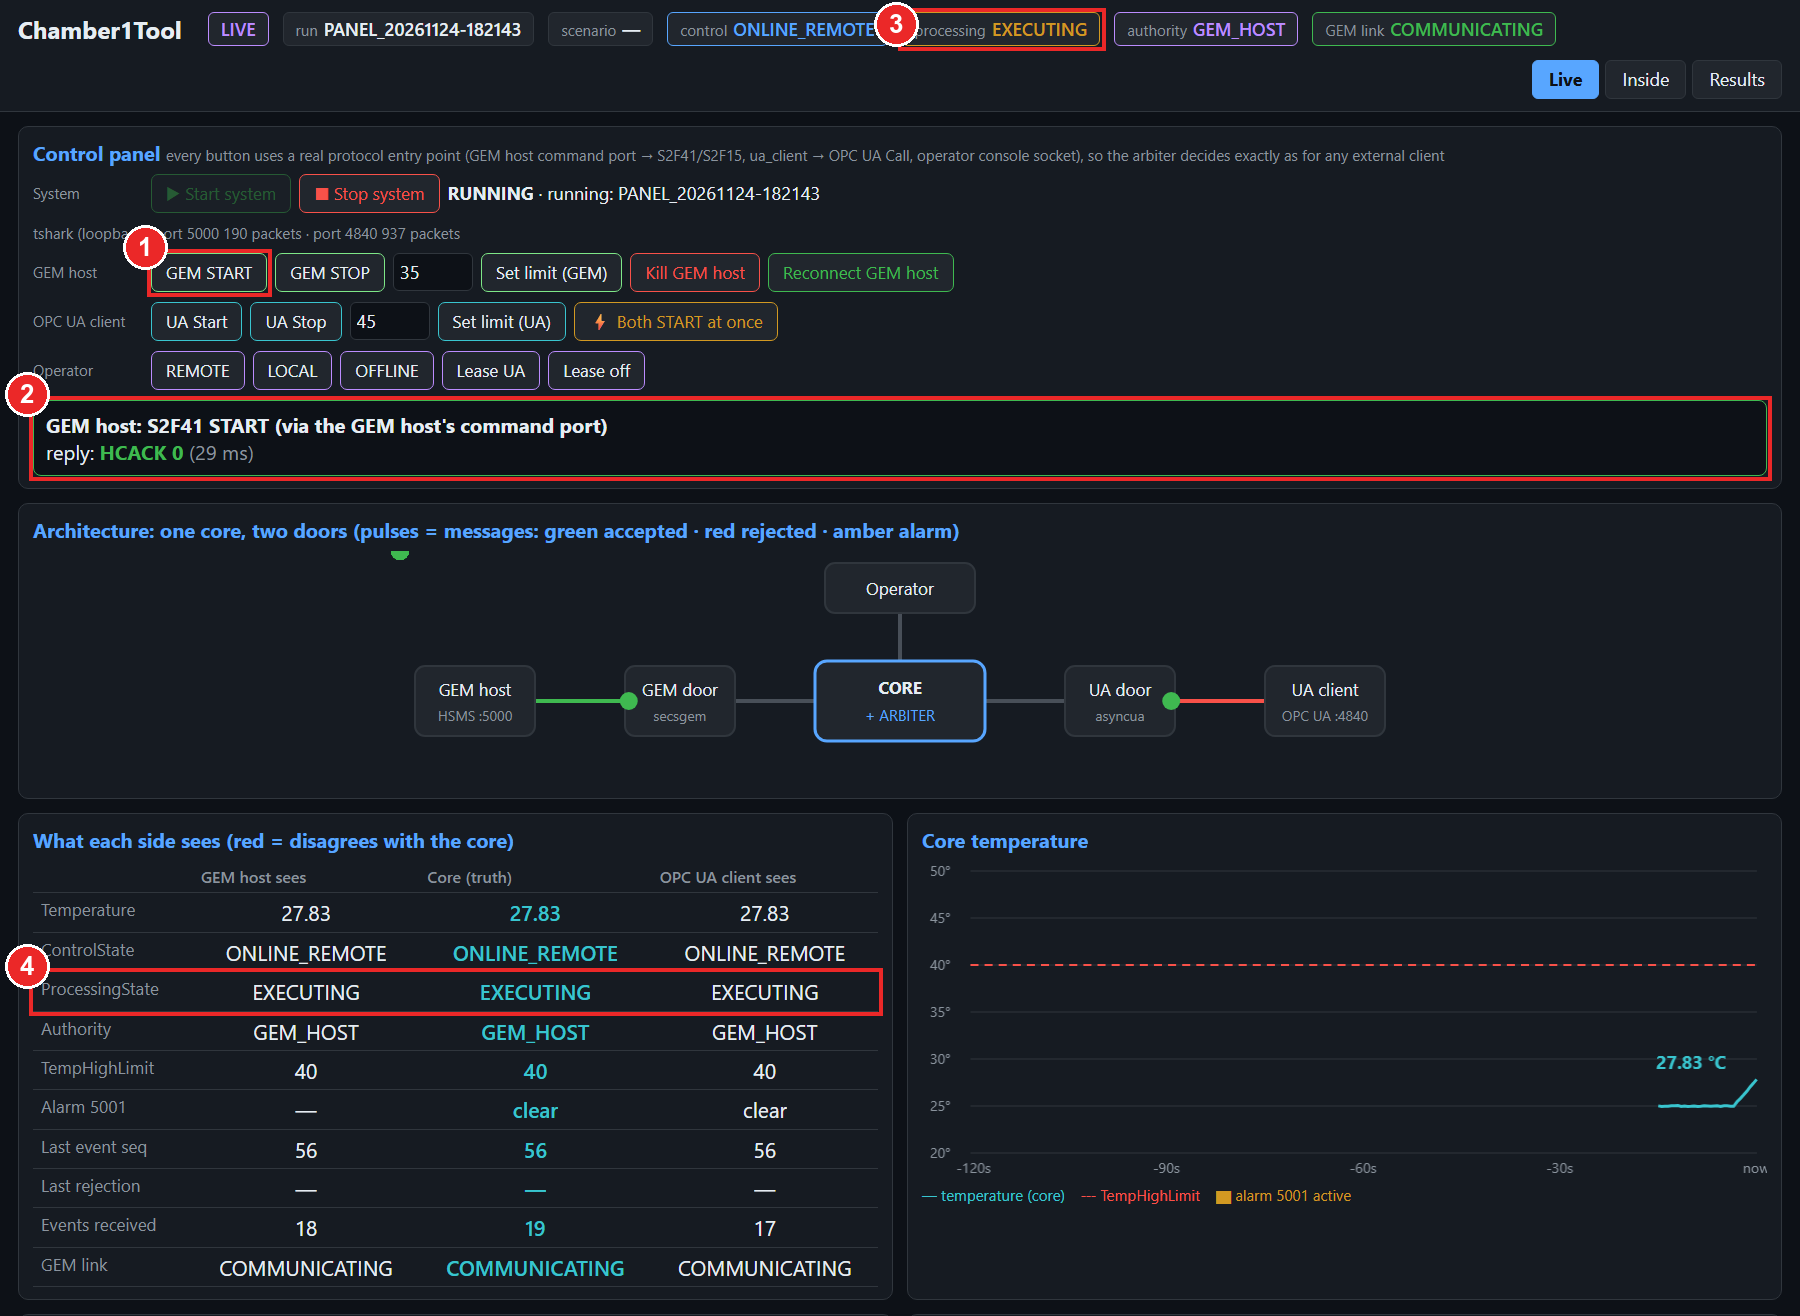 Chamber1Tool LIVE run PANEL_20261124-182143 scenario — control ONLINE_REMOTE 3 processing EXECUTING authority GEM_HOST GEM link COMMUNICATING
Live Inside Results
Control panel every button uses a real protocol entry point (GEM host command port → S2F41/S2F15, ua_client → OPC UA Call, operator console socket), so the arbiter decides exactly as for any external client
System ▶ Start system ■ Stop system RUNNING · running: PANEL_20261124-182143
tshark (loopba ort 5000 190 packets · port 4840 937 packets
1
GEM host GEM START GEM STOP 35 Set limit (GEM) Kill GEM host Reconnect GEM host
OPC UA client UA Start UA Stop 45 Set limit (UA) ⚡ Both START at once
Operator REMOTE LOCAL OFFLINE Lease UA Lease off
2
GEM host: S2F41 START (via the GEM host's command port)
reply: HCACK 0 (29 ms)
Architecture: one core, two doors (pulses = messages: green accepted · red rejected · amber alarm)
Operator
GEM host GEM door CORE UA door UA client
HSMS :5000 secsgem + ARBITER asyncua OPC UA :4840
What each side sees (red = disagrees with the core)
GEM host sees Core (truth) OPC UA client sees
Temperature 27.83 27.83 27.83
ControlState ONLINE_REMOTE ONLINE_REMOTE ONLINE_REMOTE
4
ProcessingState EXECUTING EXECUTING EXECUTING
Authority GEM_HOST GEM_HOST GEM_HOST
TempHighLimit 40 40 40
Alarm 5001 — clear clear
Last event seq 56 56 56
Last rejection — — —
Events received 18 19 17
GEM link COMMUNICATING COMMUNICATING COMMUNICATING
Core temperature
50°
45°
40°
35°
30°
27.83 °C
25°
20°
-120s -90s -60s -30s now
— temperature (core) --- TempHighLimit alarm 5001 active